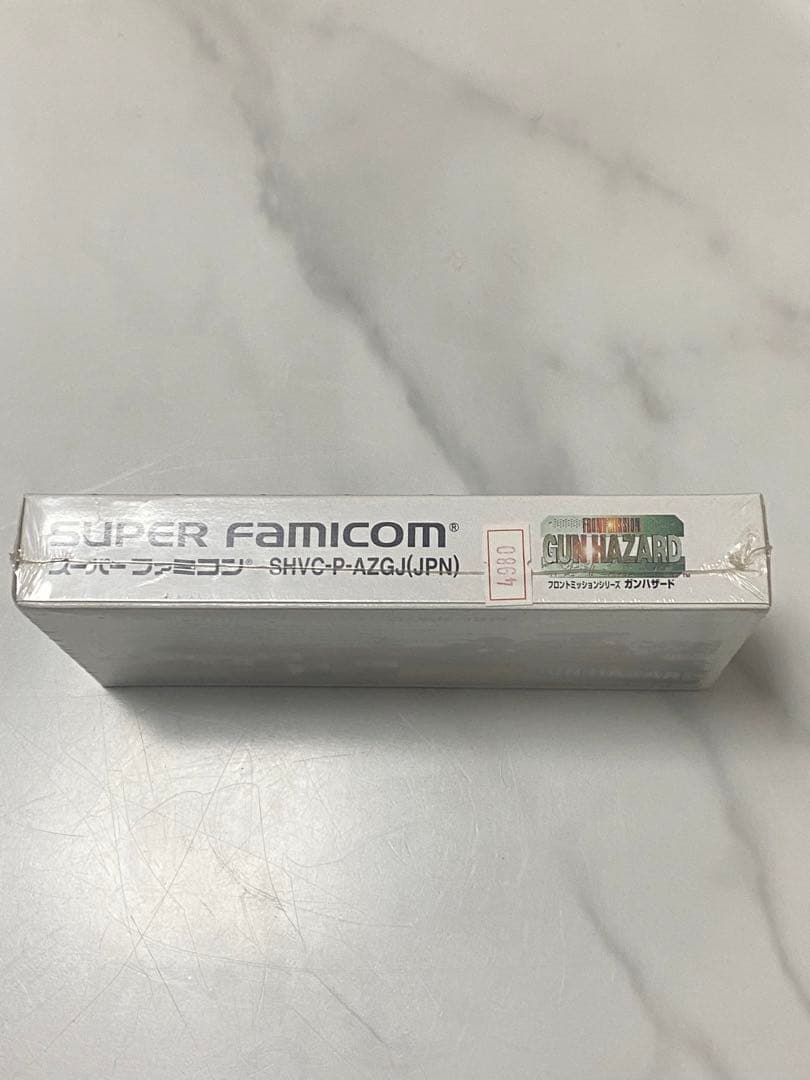 SUPER FAMICOM®
スーパーファミコン® SHVC-P-AZGJ(JPN)
4980
FRONT MISSION
GUN HAZARD
™
フロントミッションシリーズ ガンハザード